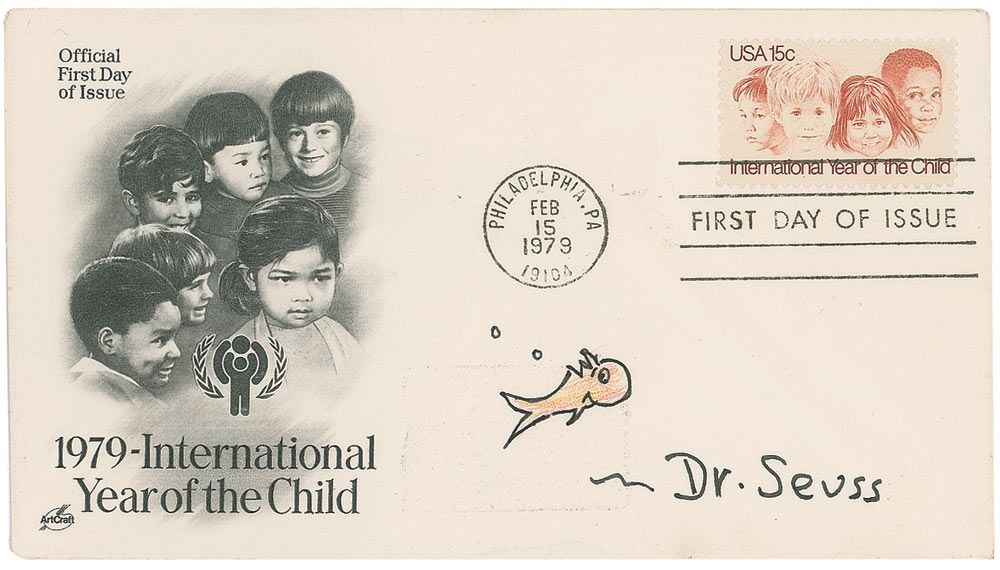 Official
First Day
of Issue
USA 15c
International Year of the Child
PHILADELPHIA, PA
FEB
15
1979
19104
FIRST DAY OF ISSUE
1979-International
Year of the Child
ArtCraft
~ Dr. Seuss